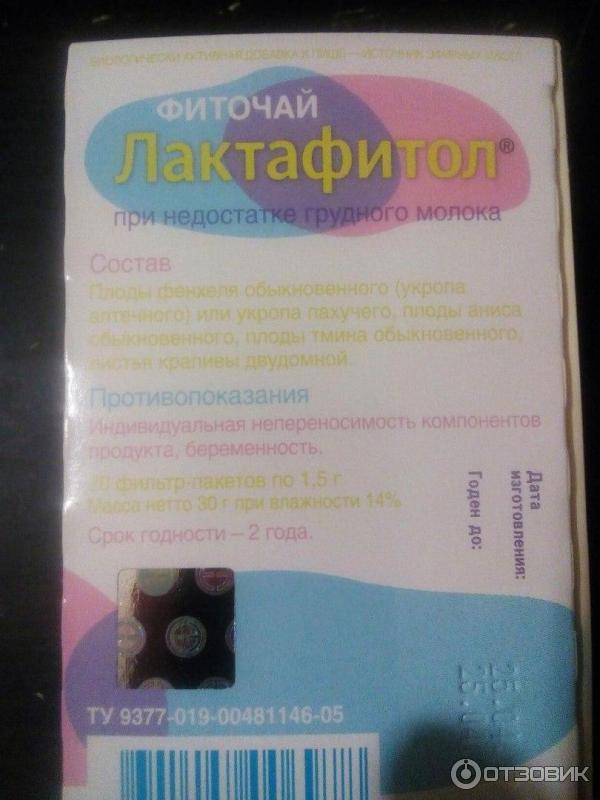 БИОЛОГИЧЕСКИ АКТИВНАЯ ДОБАВКА К ПИЩЕ — ИСТОЧНИК ЭФИРНЫХ МАСЕЛ
ФИТОЧАЙ
Лактафитол®
при недостатке грудного молока
Состав
Плоды фенхеля обыкновенного (укропа
аптечного) или укропа пахучего, плоды аниса
обыкновенного, плоды тмина обыкновенного,
листья крапивы двудомной.
Противопоказания
Индивидуальная непереносимость компонентов
продукта, беременность.
20 фильтр-пакетов по 1,5 г
Масса нетто 30 г при влажности 14%
Срок годности – 2 года.
Дата
изготовления:
Годен до:
ТУ 9377-019-00481146-05
ОТЗОВИК